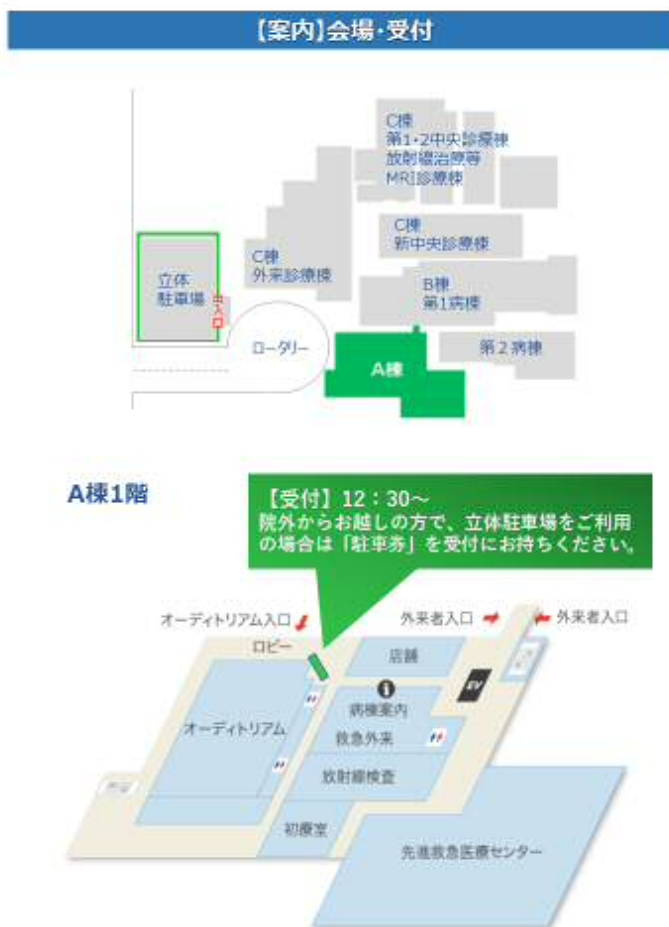 【案内】会場・受付
C棟
第1・2中央診療棟
放射線治療等
MRI診療棟
C棟
新中央診療棟
C棟
外来診療棟
B棟
第1病棟
立体
駐車場
出入口
ロータリー
第2病棟
A棟
A棟1階
【受付】12:30~
院外からお越しの方で、立体駐車場をご利用
の場合は「駐車券」を受付にお持ちください。
オーディトリアム入口
外来者入口
外来者入口
ロビー
店舗
EV
病棟案内
オーディトリアム
救急外来
放射線検査
初療室
先進救急医療センター